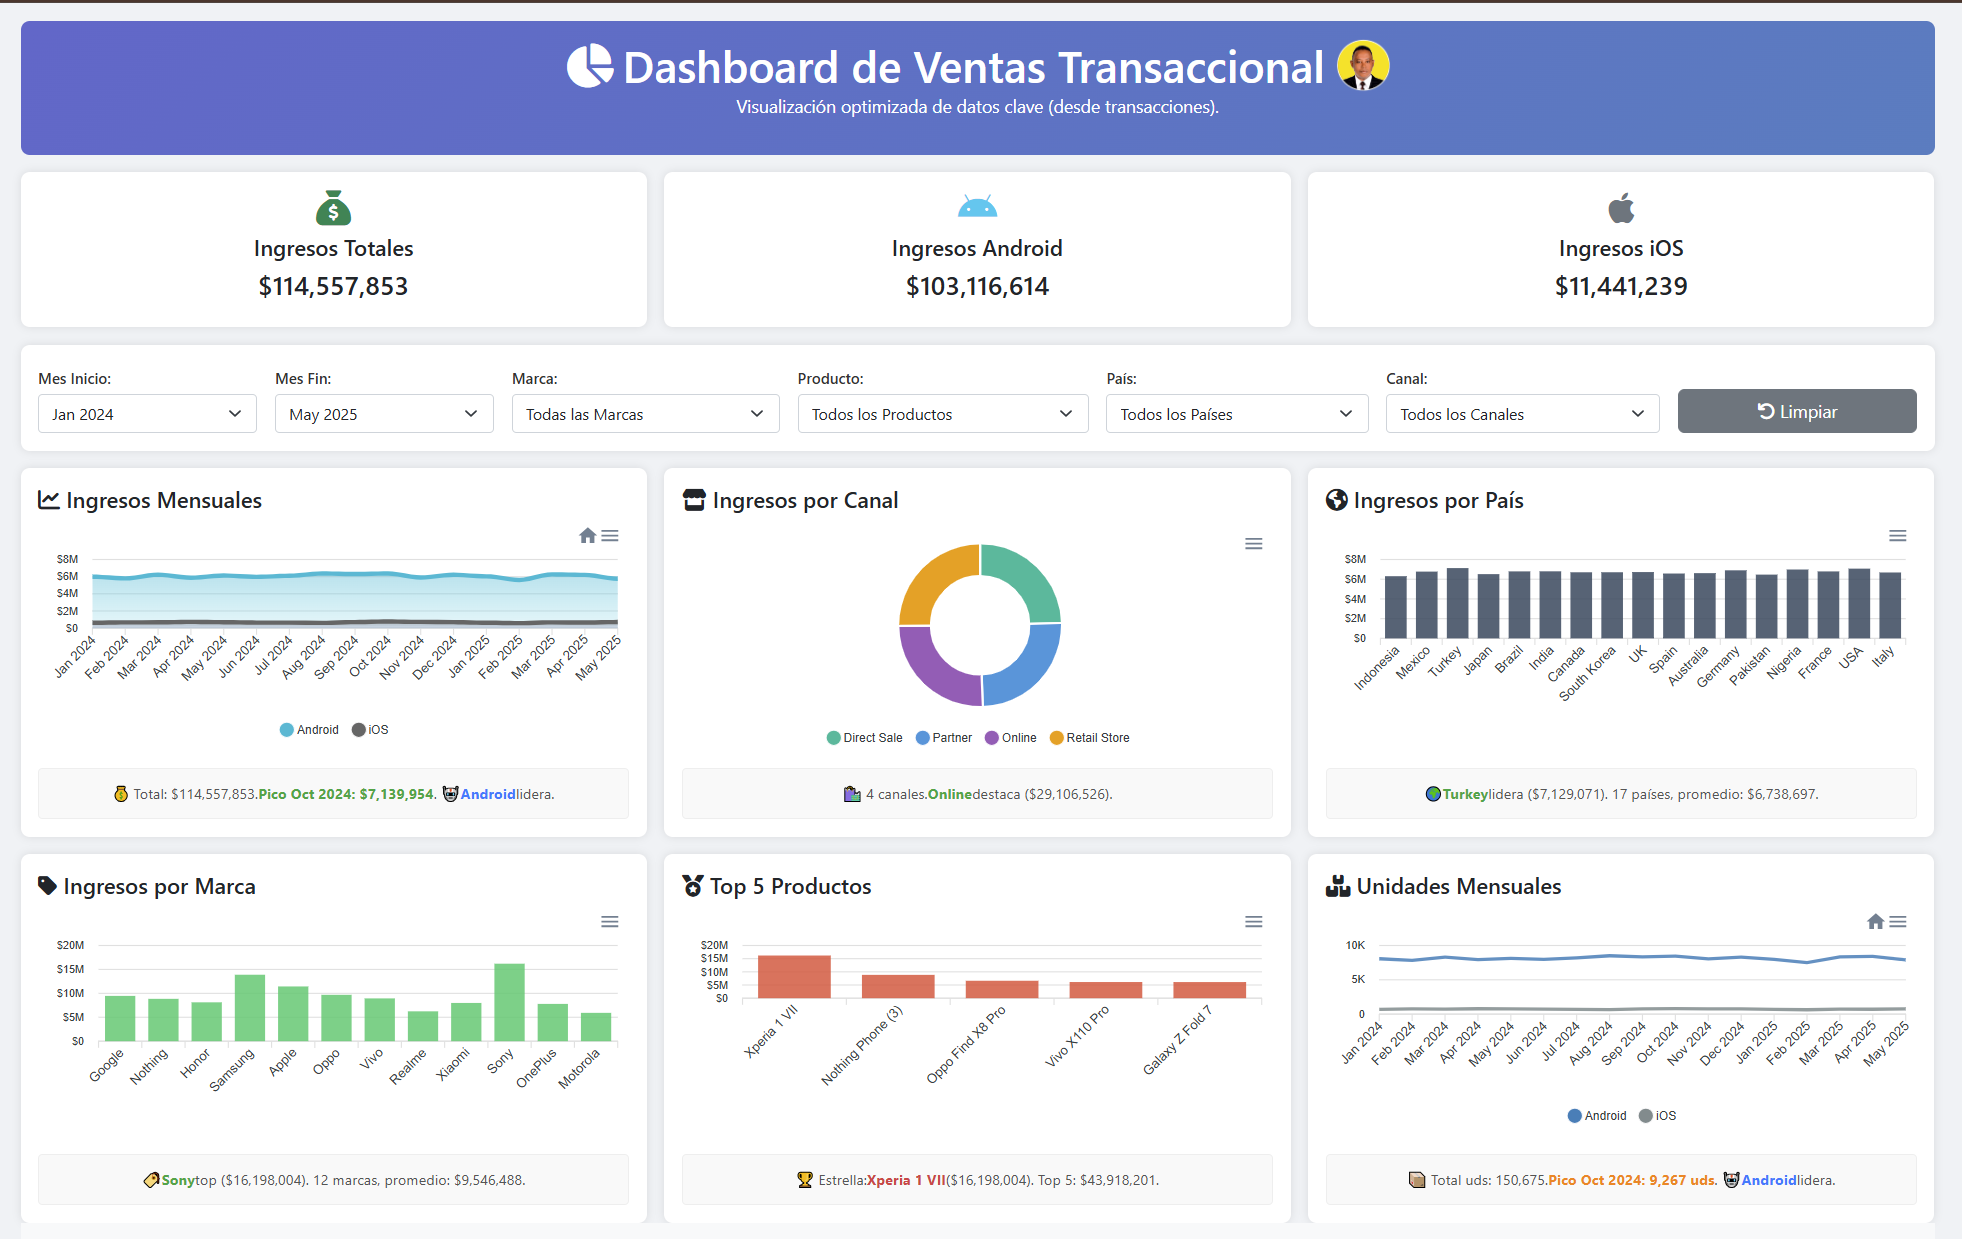 Dashboard de Ventas Transaccional
Visualización optimizada de datos clave (desde transacciones).
$
Ingresos Totales
$114,557,853
Ingresos Android
$103,116,614
Ingresos iOS
$11,441,239
Mes Inicio:
Jan 2024
Mes Fin:
May 2025
Marca:
Todas las Marcas
Producto:
Todos los Productos
País:
Todos los Países
Canal:
Todos los Canales
Limpiar
Ingresos Mensuales
$8M
$6M
$4M
$2M
$0
Jan 2024
Feb 2024
Mar 2024
Apr 2024
May 2024
Jun 2024
Jul 2024
Aug 2024
Sep 2024
Oct 2024
Nov 2024
Dec 2024
Jan 2025
Feb 2025
Mar 2025
Apr 2025
May 2025
Android
iOS
Total: $114,557,853.Pico Oct 2024: $7,139,954. Androidlidera.
Ingresos por Canal
Direct Sale
Partner
Online
Retail Store
4 canales.Onlinedestaca ($29,106,526).
Ingresos por País
$8M
$6M
$4M
$2M
$0
Indonesia
Mexico
Turkey
Japan
Brazil
India
Canada
South Korea
UK
Spain
Australia
Germany
Pakistan
Nigeria
France
USA
Italy
Turkeylidera ($7,129,071). 17 países, promedio: $6,738,697.
Ingresos por Marca
$20M
$15M
$10M
$5M
$0
Google
Nothing
Honor
Samsung
Apple
Oppo
Vivo
Realme
Xiaomi
Sony
OnePlus
Motorola
Sonytop ($16,198,004). 12 marcas, promedio: $9,546,488.
Top 5 Productos
$20M
$15M
$10M
$5M
$0
Xperia 1 VII
Nothing Phone (3)
Oppo Find X8 Pro
Vivo X110 Pro
Galaxy Z Fold 7
Estrella:Xperia 1 VII($16,198,004). Top 5: $43,918,201.
Unidades Mensuales
10K
5K
0
Jan 2024
Feb 2024
Mar 2024
Apr 2024
May 2024
Jun 2024
Jul 2024
Aug 2024
Sep 2024
Oct 2024
Nov 2024
Dec 2024
Jan 2025
Feb 2025
Mar 2025
Apr 2025
May 2025
Android
iOS
Total uds: 150,675.Pico Oct 2024: 9,267 uds. Androidlidera.